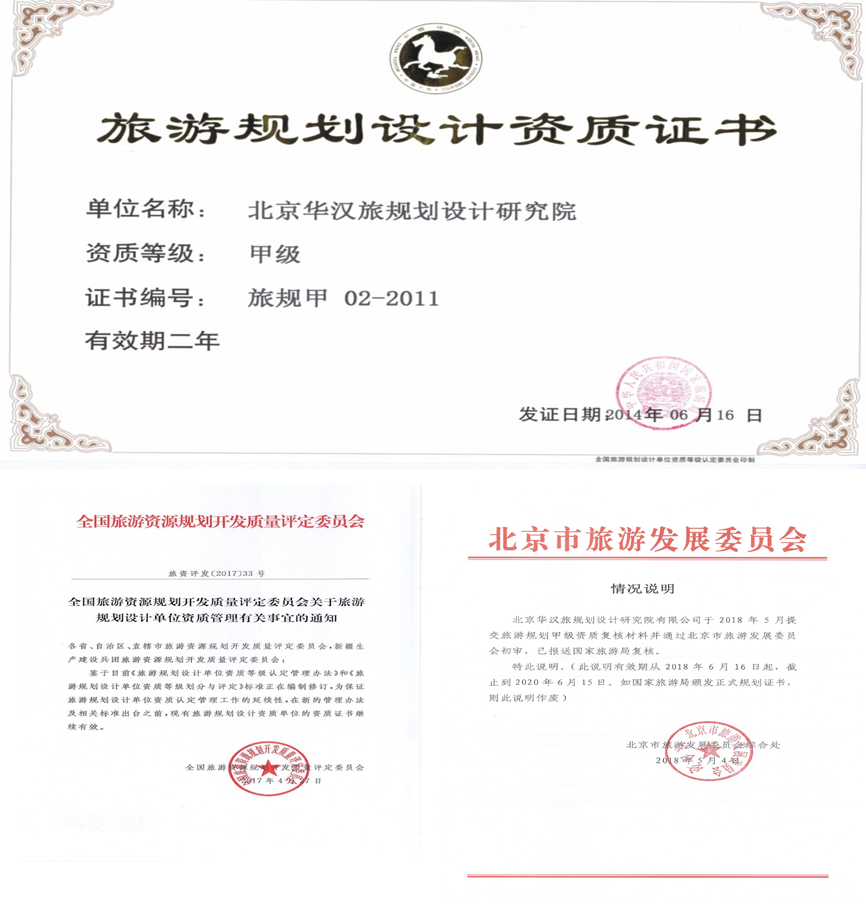 旅游规划设计资质证书
单位名称： 北京华汉旅规划设计研究院
资质等级： 甲级
证书编号： 旅规甲 02-2011
有效期二年
发证日期：2014年 06 月16 日
全国旅游规划设计单位资质等级认定委员会印制
全国旅游资源规划开发质量评定委员会
旅资评发〔2017〕33 号
全国旅游资源规划开发质量评定委员会关于旅游
规划设计单位资质管理有关事宜的通知
各省、自治区、直辖市旅游资源规划开发质量评定委员会，新疆生
产建设兵团旅游资源规划开发质量评定委员会：
鉴于目前《旅游规划设计单位资质等级认定管理办法》和《旅
游规划设计单位资质等级划分与评定》标准正在编制修订，为保证
旅游规划设计单位资质认定管理工作的延续性，在新的管理办法
及相关标准出台之前，现有旅游规划设计资质单位的资质证书继
续有效。
全国旅游资源规划开发质量评定委员会
2017 年 4 月 27 日
北京市旅游发展委员会
情况说明
北京华汉旅规划设计研究院有限公司于 2018 年 5 月提
交旅游规划甲级资质复核材料并通过北京市旅游发展委员
会初审，已报送国家旅游局复核。
特此说明。（此说明有效期从 2018 年 6 月 16 日起，截
止到 2020 年 6 月 15 日。如国家旅游局颁发正式规划证书，
则此说明作废）
北京市旅游发展委员会综合处
2018 年 5 月 4 日